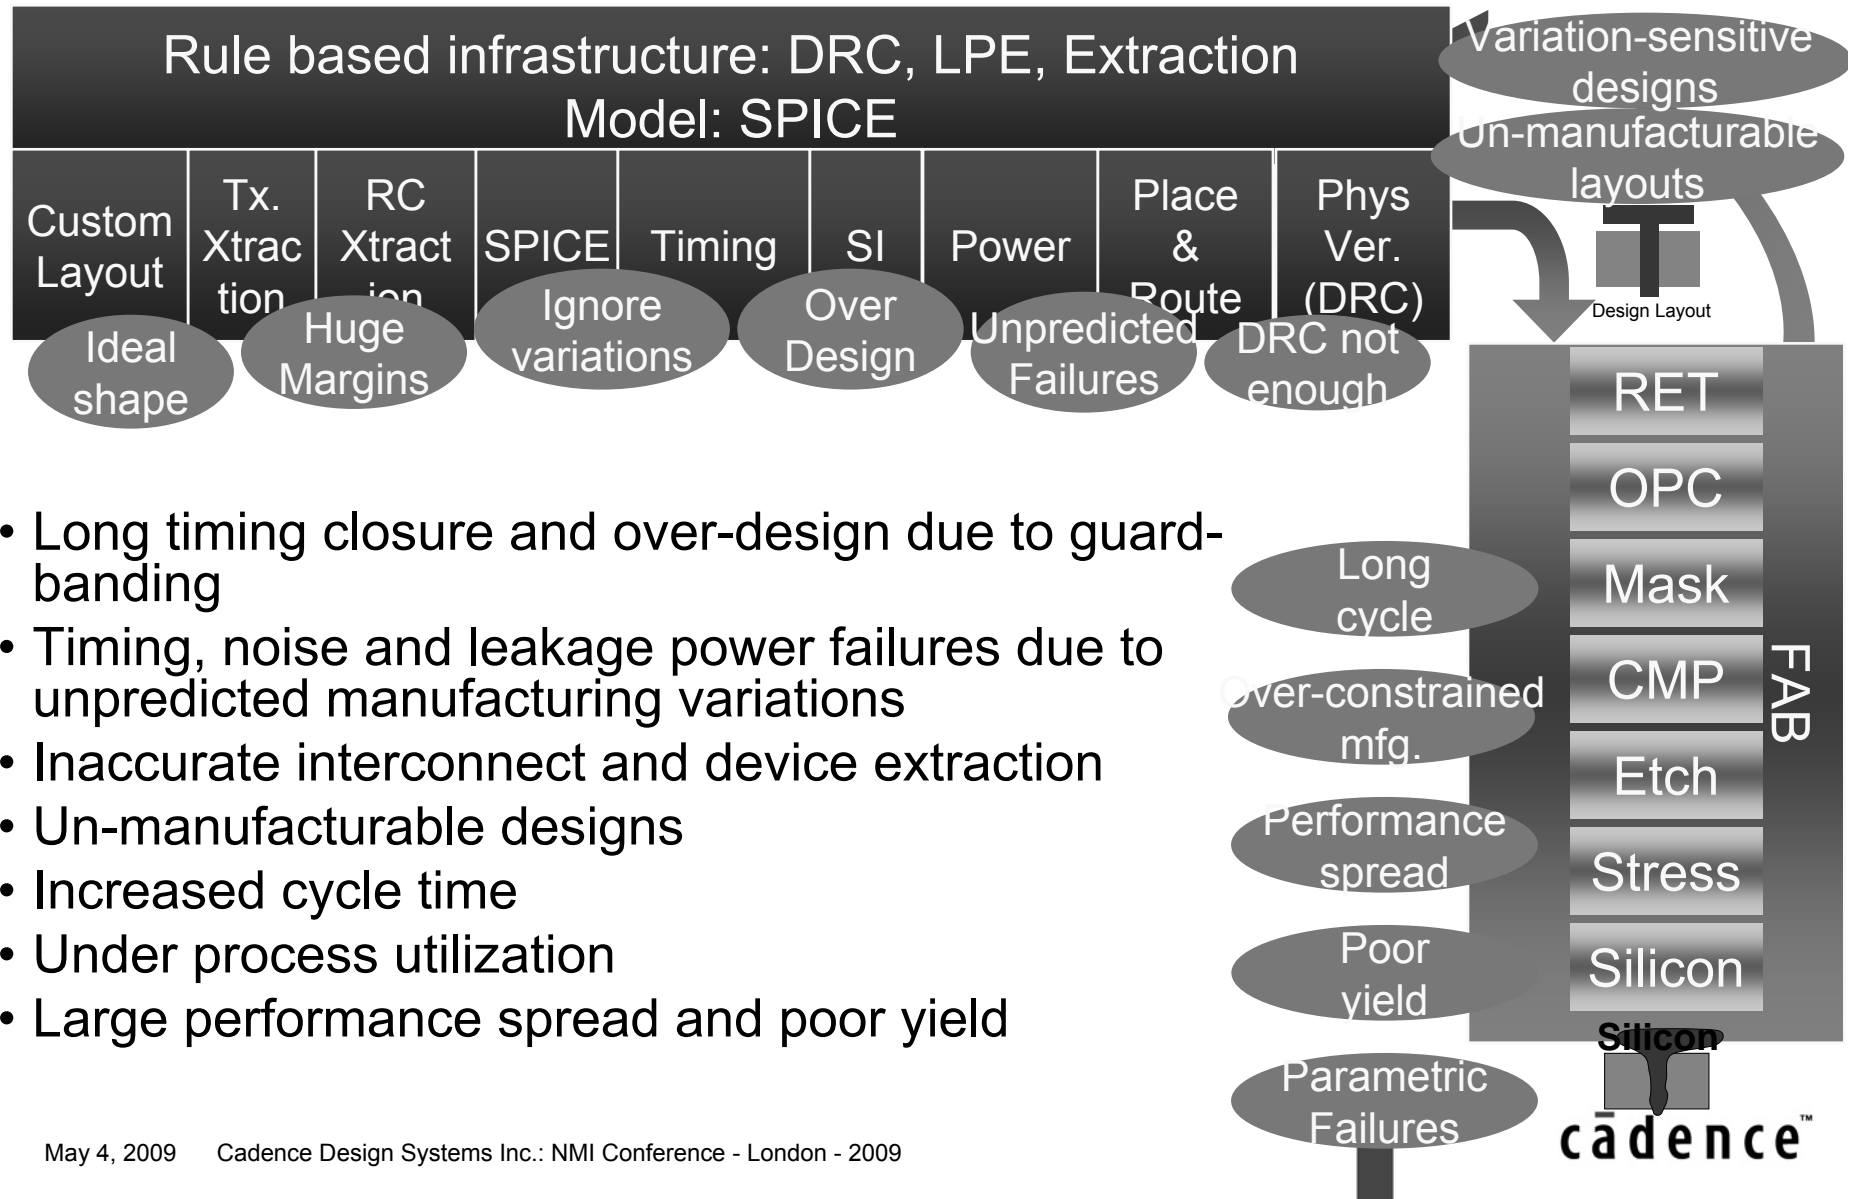 Rule based infrastructure: DRC, LPE, Extraction
Model: SPICE
Variation-sensitive
designs
Un-manufacturable
layouts
Custom
Layout
Tx.
Xtrac
tion
RC
Xtract
ion
SPICE
Timing
SI
Power
Place
&
Route
Phys
Ver.
(DRC)
Ideal
shape
Huge
Margins
Ignore
variations
Over
Design
Unpredicted
Failures
DRC not
enough
Design Layout
RET
OPC
Mask
CMP
Etch
Stress
Silicon
FAB
• Long timing closure and over-design due to guard-
banding
• Timing, noise and leakage power failures due to
unpredicted manufacturing variations
• Inaccurate interconnect and device extraction
• Un-manufacturable designs
• Increased cycle time
• Under process utilization
• Large performance spread and poor yield
Long
cycle
Over-constrained
mfg.
Performance
spread
Poor
yield
Parametric
Failures
Silicon
cādence™
May 4, 2009 Cadence Design Systems Inc.: NMI Conference - London - 2009